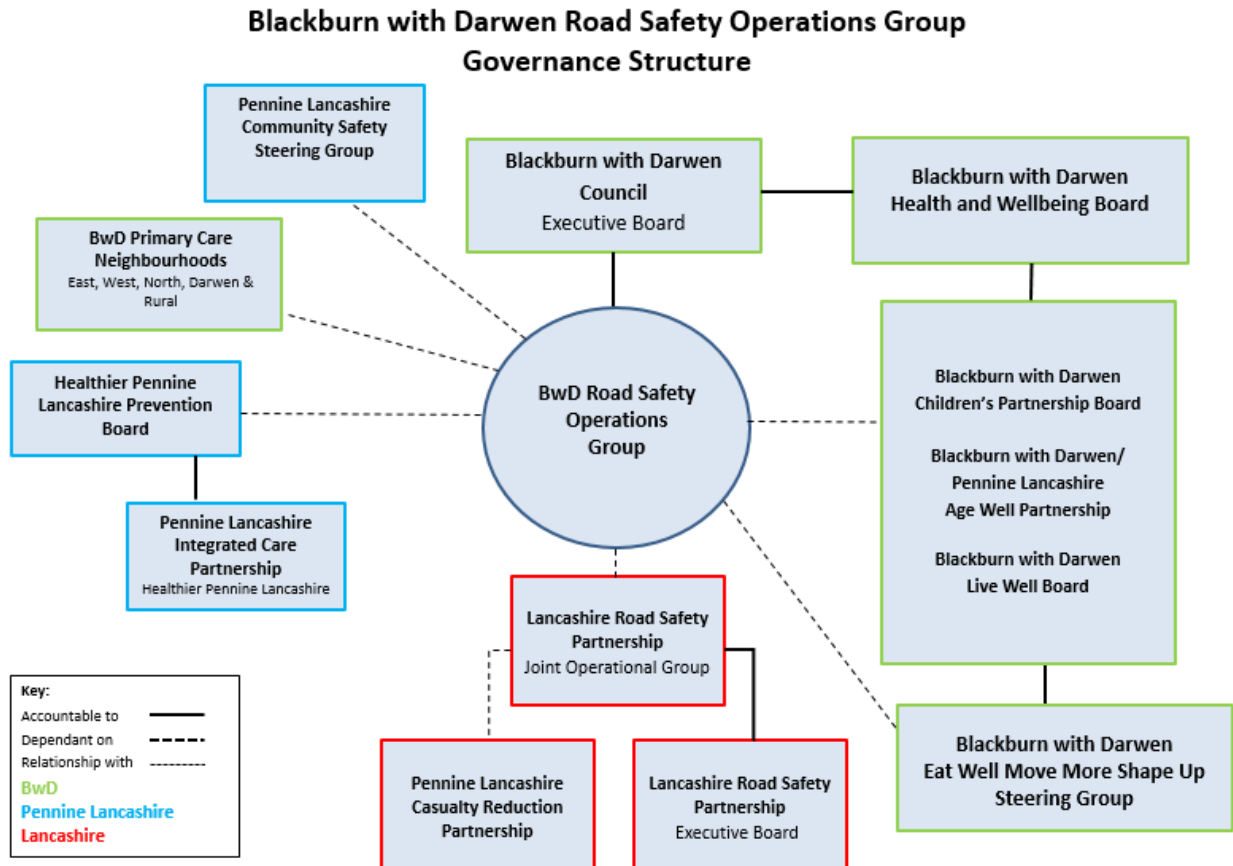 Blackburn with Darwen Road Safety Operations Group
Governance Structure
Pennine Lancashire
Community Safety
Steering Group
Blackburn with Darwen
Council
Executive Board
Blackburn with Darwen
Health and Wellbeing Board
BwD Primary Care
Neighbourhoods
East, West, North, Darwen &
Rural
Healthier Pennine
Lancashire Prevention
Board
BwD Road Safety
Operations
Group
Blackburn with Darwen
Children's Partnership Board
Blackburn with Darwen/
Pennine Lancashire
Age Well Partnership
Blackburn with Darwen
Live Well Board
Pennine Lancashire
Integrated Care
Partnership
Healthier Pennine Lancashire
Lancashire Road Safety
Partnership
Joint Operational Group
Key:
Accountable to
Dependant on
Relationship with
BwD
Pennine Lancashire
Lancashire
Pennine Lancashire
Casualty Reduction
Partnership
Lancashire Road Safety
Partnership
Executive Board
Blackburn with Darwen
Eat Well Move More Shape Up
Steering Group